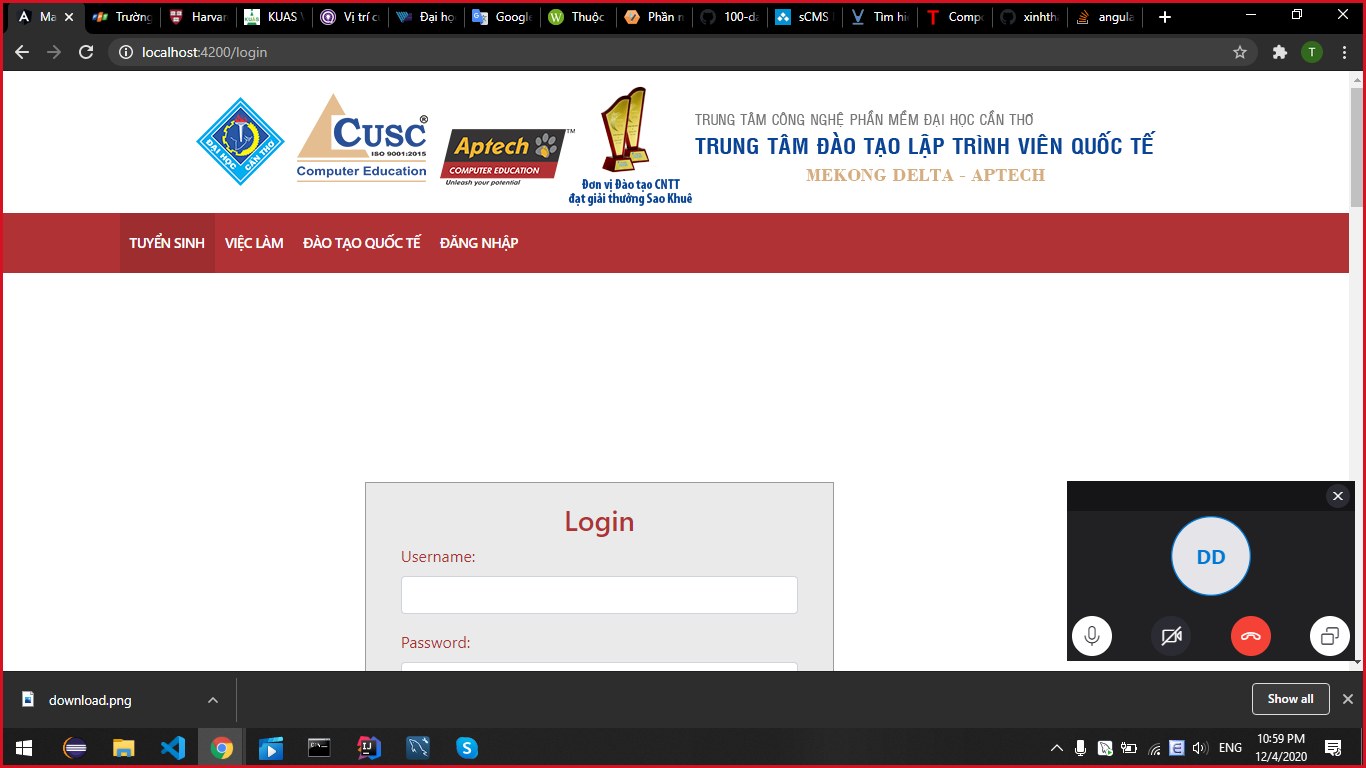 Ma
Trường
Harvar
KUAS
Vị trí c
Đại họ
Google
Thuộc
Phần n
100-da
sCMS
Tìm hi
Comp
xinhth
angula
localhost:4200/login
ĐẠI HỌC CẦN THƠ
CUSC®
ISO 9001:2015
Computer Education
Aptech™
COMPUTER EDUCATION
Unleash your potential
Đơn vị Đào tạo CNTT
đạt giải thưởng Sao Khuê
TRUNG TÂM CÔNG NGHỆ PHẦN MỀM ĐẠI HỌC CẦN THƠ
TRUNG TÂM ĐÀO TẠO LẬP TRÌNH VIÊN QUỐC TẾ
MEKONG DELTA - APTECH
TUYỂN SINH VIỆC LÀM ĐÀO TẠO QUỐC TẾ ĐĂNG NHẬP
Login
Username:
Password:
DD
download.png
Show all
ENG
10:59 PM
12/4/2020